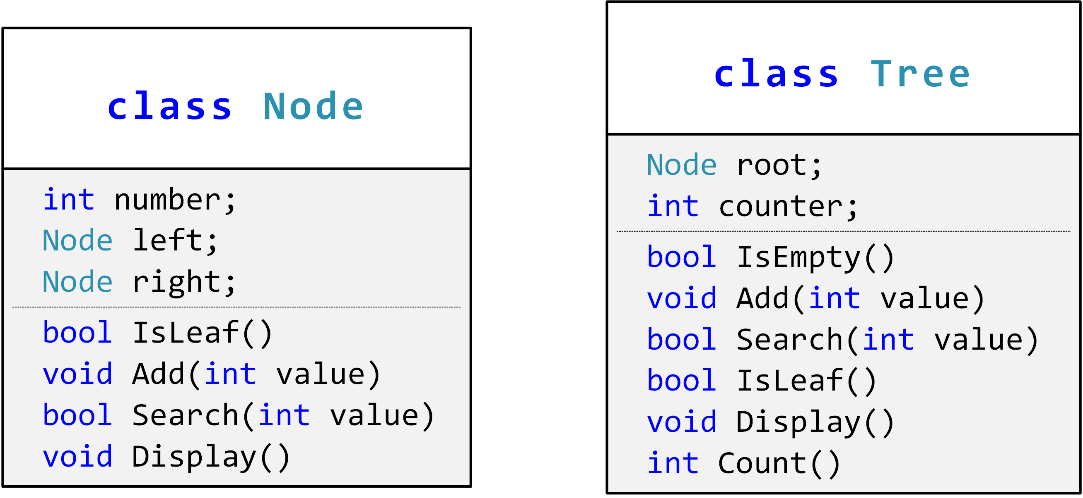 class Node
int number;
Node left;
Node right;
bool IsLeaf()
void Add(int value)
bool Search(int value)
void Display()
class Tree
Node root;
int counter;
bool IsEmpty()
void Add(int value)
bool Search(int value)
bool IsLeaf()
void Display()
int Count()